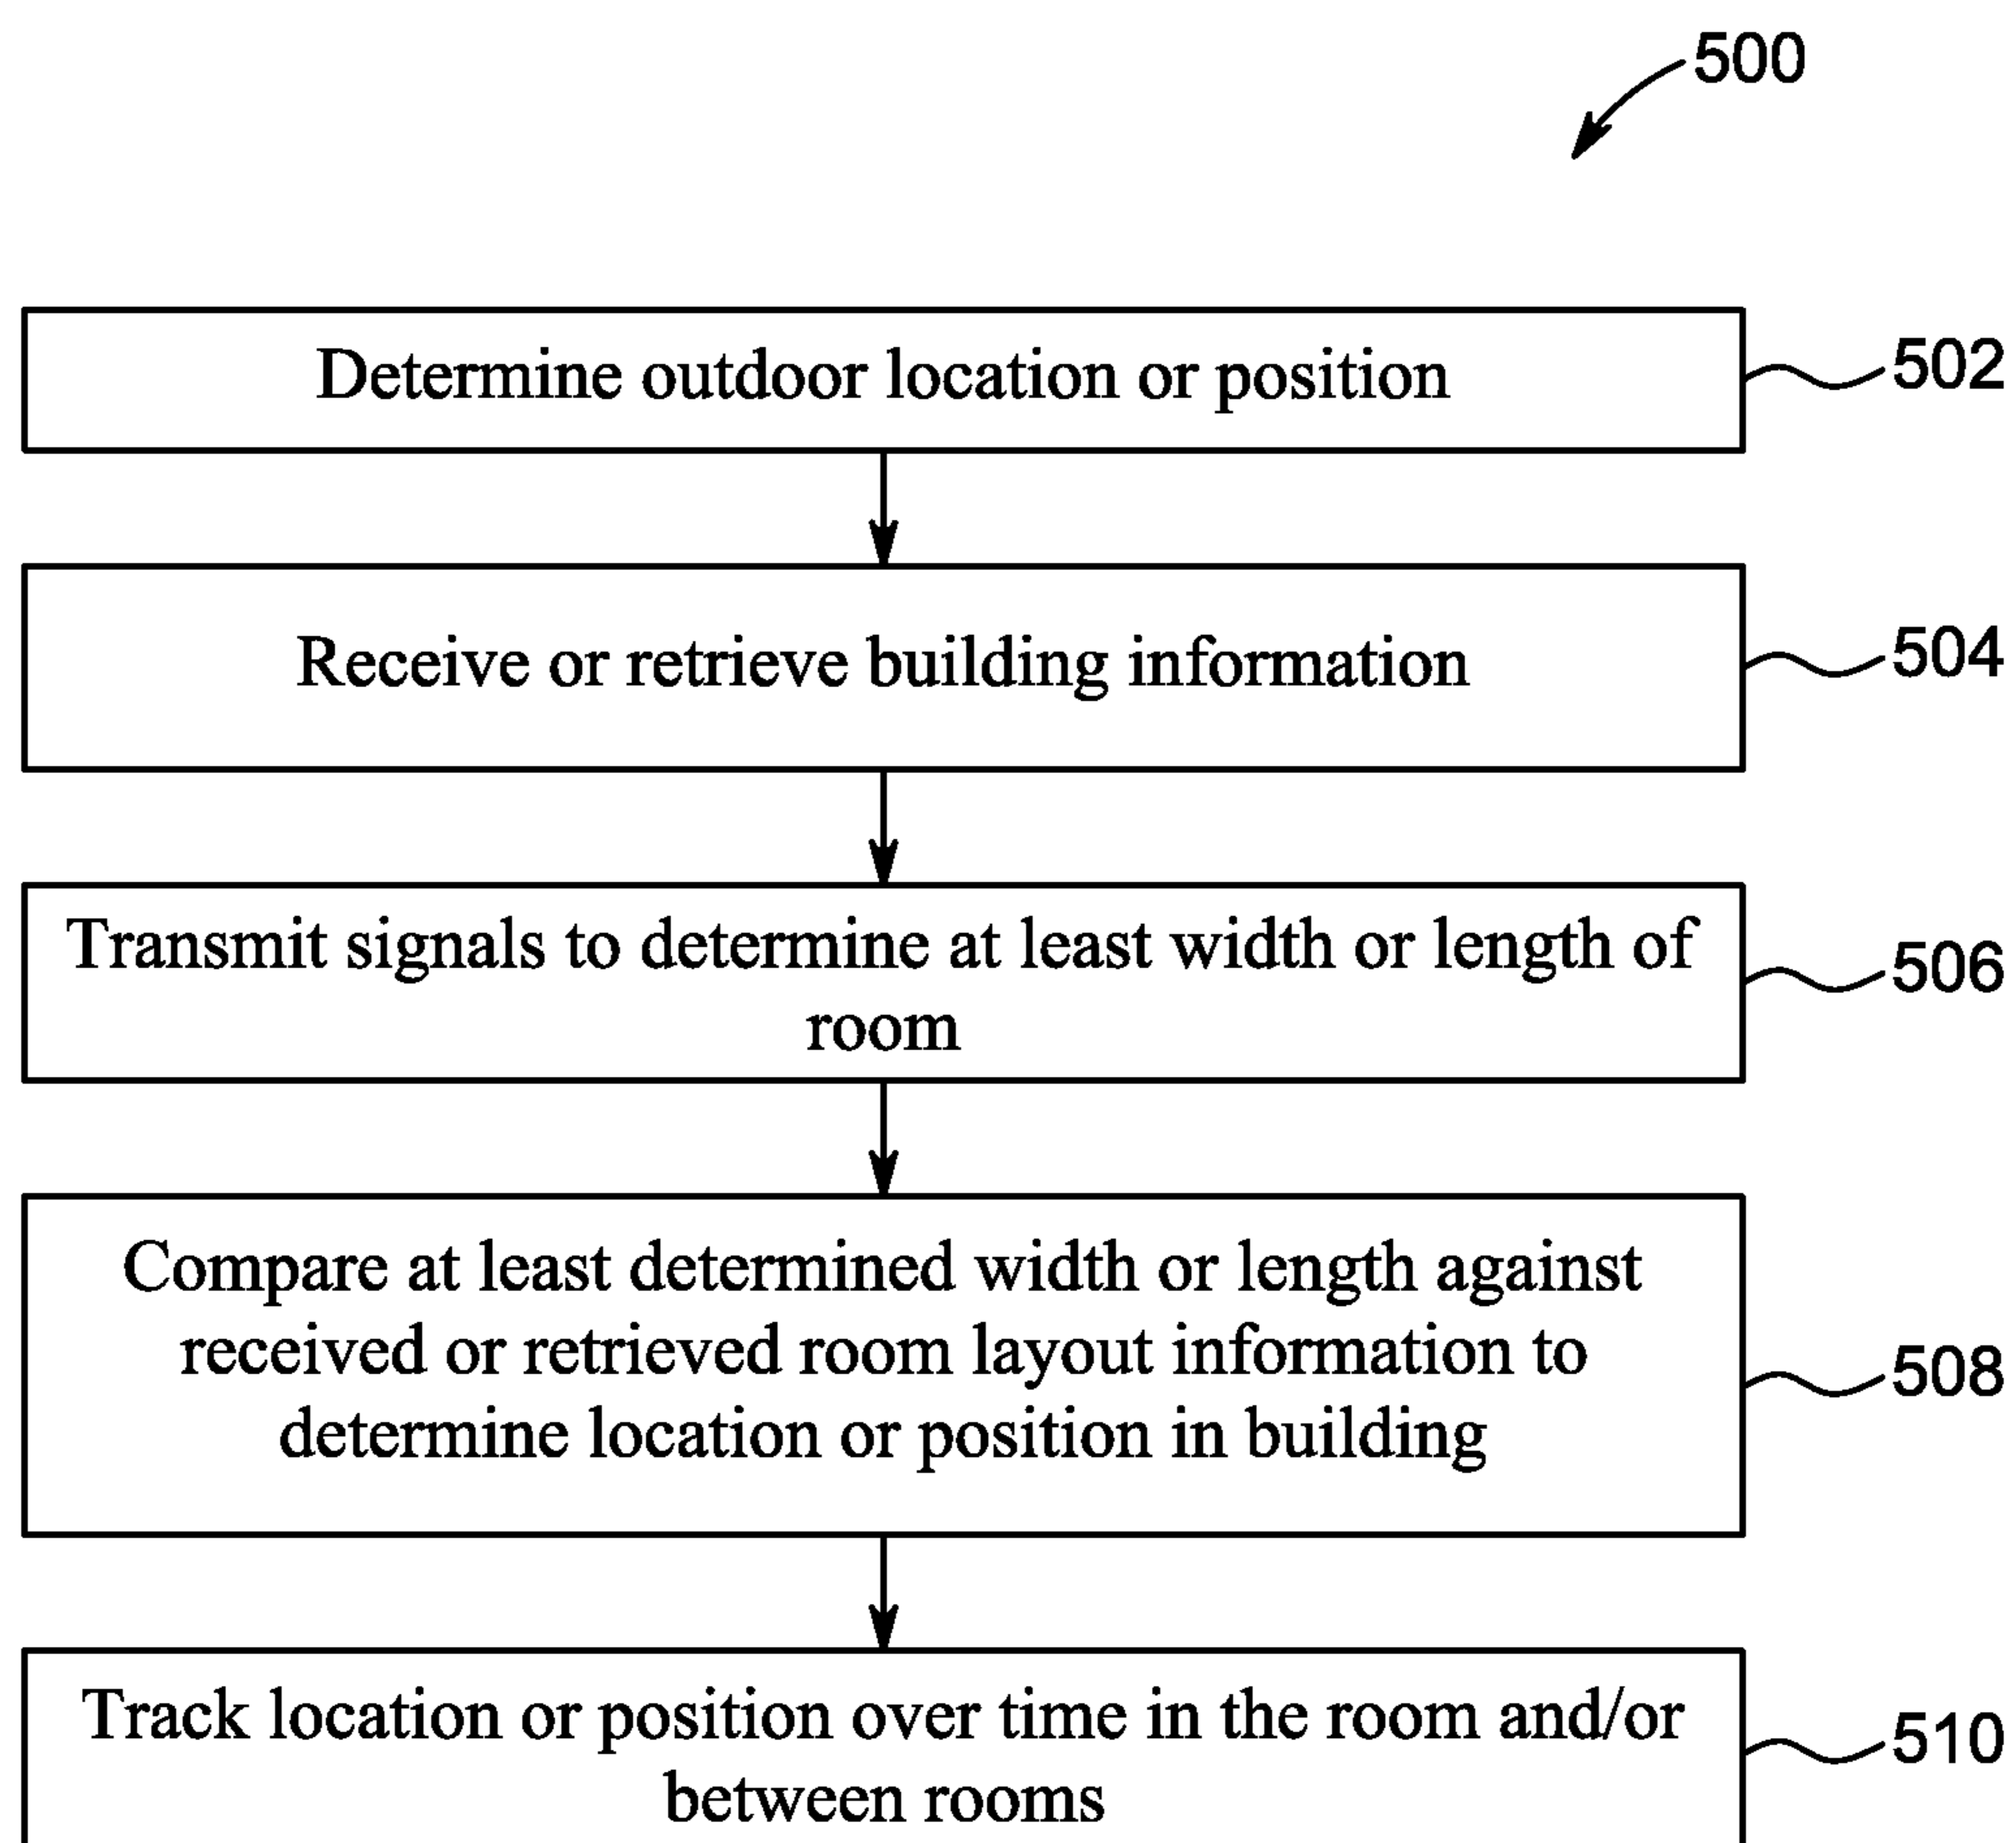 500
Determine outdoor location or position
502
Receive or retrieve building information
504
Transmit signals to determine at least width or length of
room
506
Compare at least determined width or length against
received or retrieved room layout information to
determine location or position in building
508
Track location or position over time in the room and/or
between rooms
510